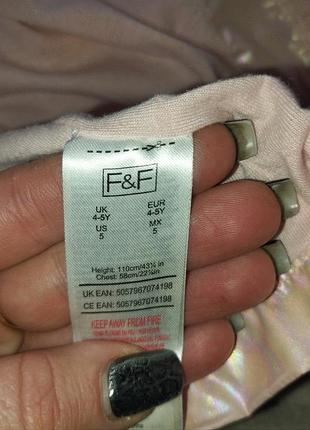 F&F
UK EUR
4-5Y 4-5Y
US MX
5 5
Height: 110cm/43¼ in
Chest: 58cm/22¾in
UK EAN: 5057967074198
CE EAN: 5057967074198
KEEP AWAY FROM FIRE